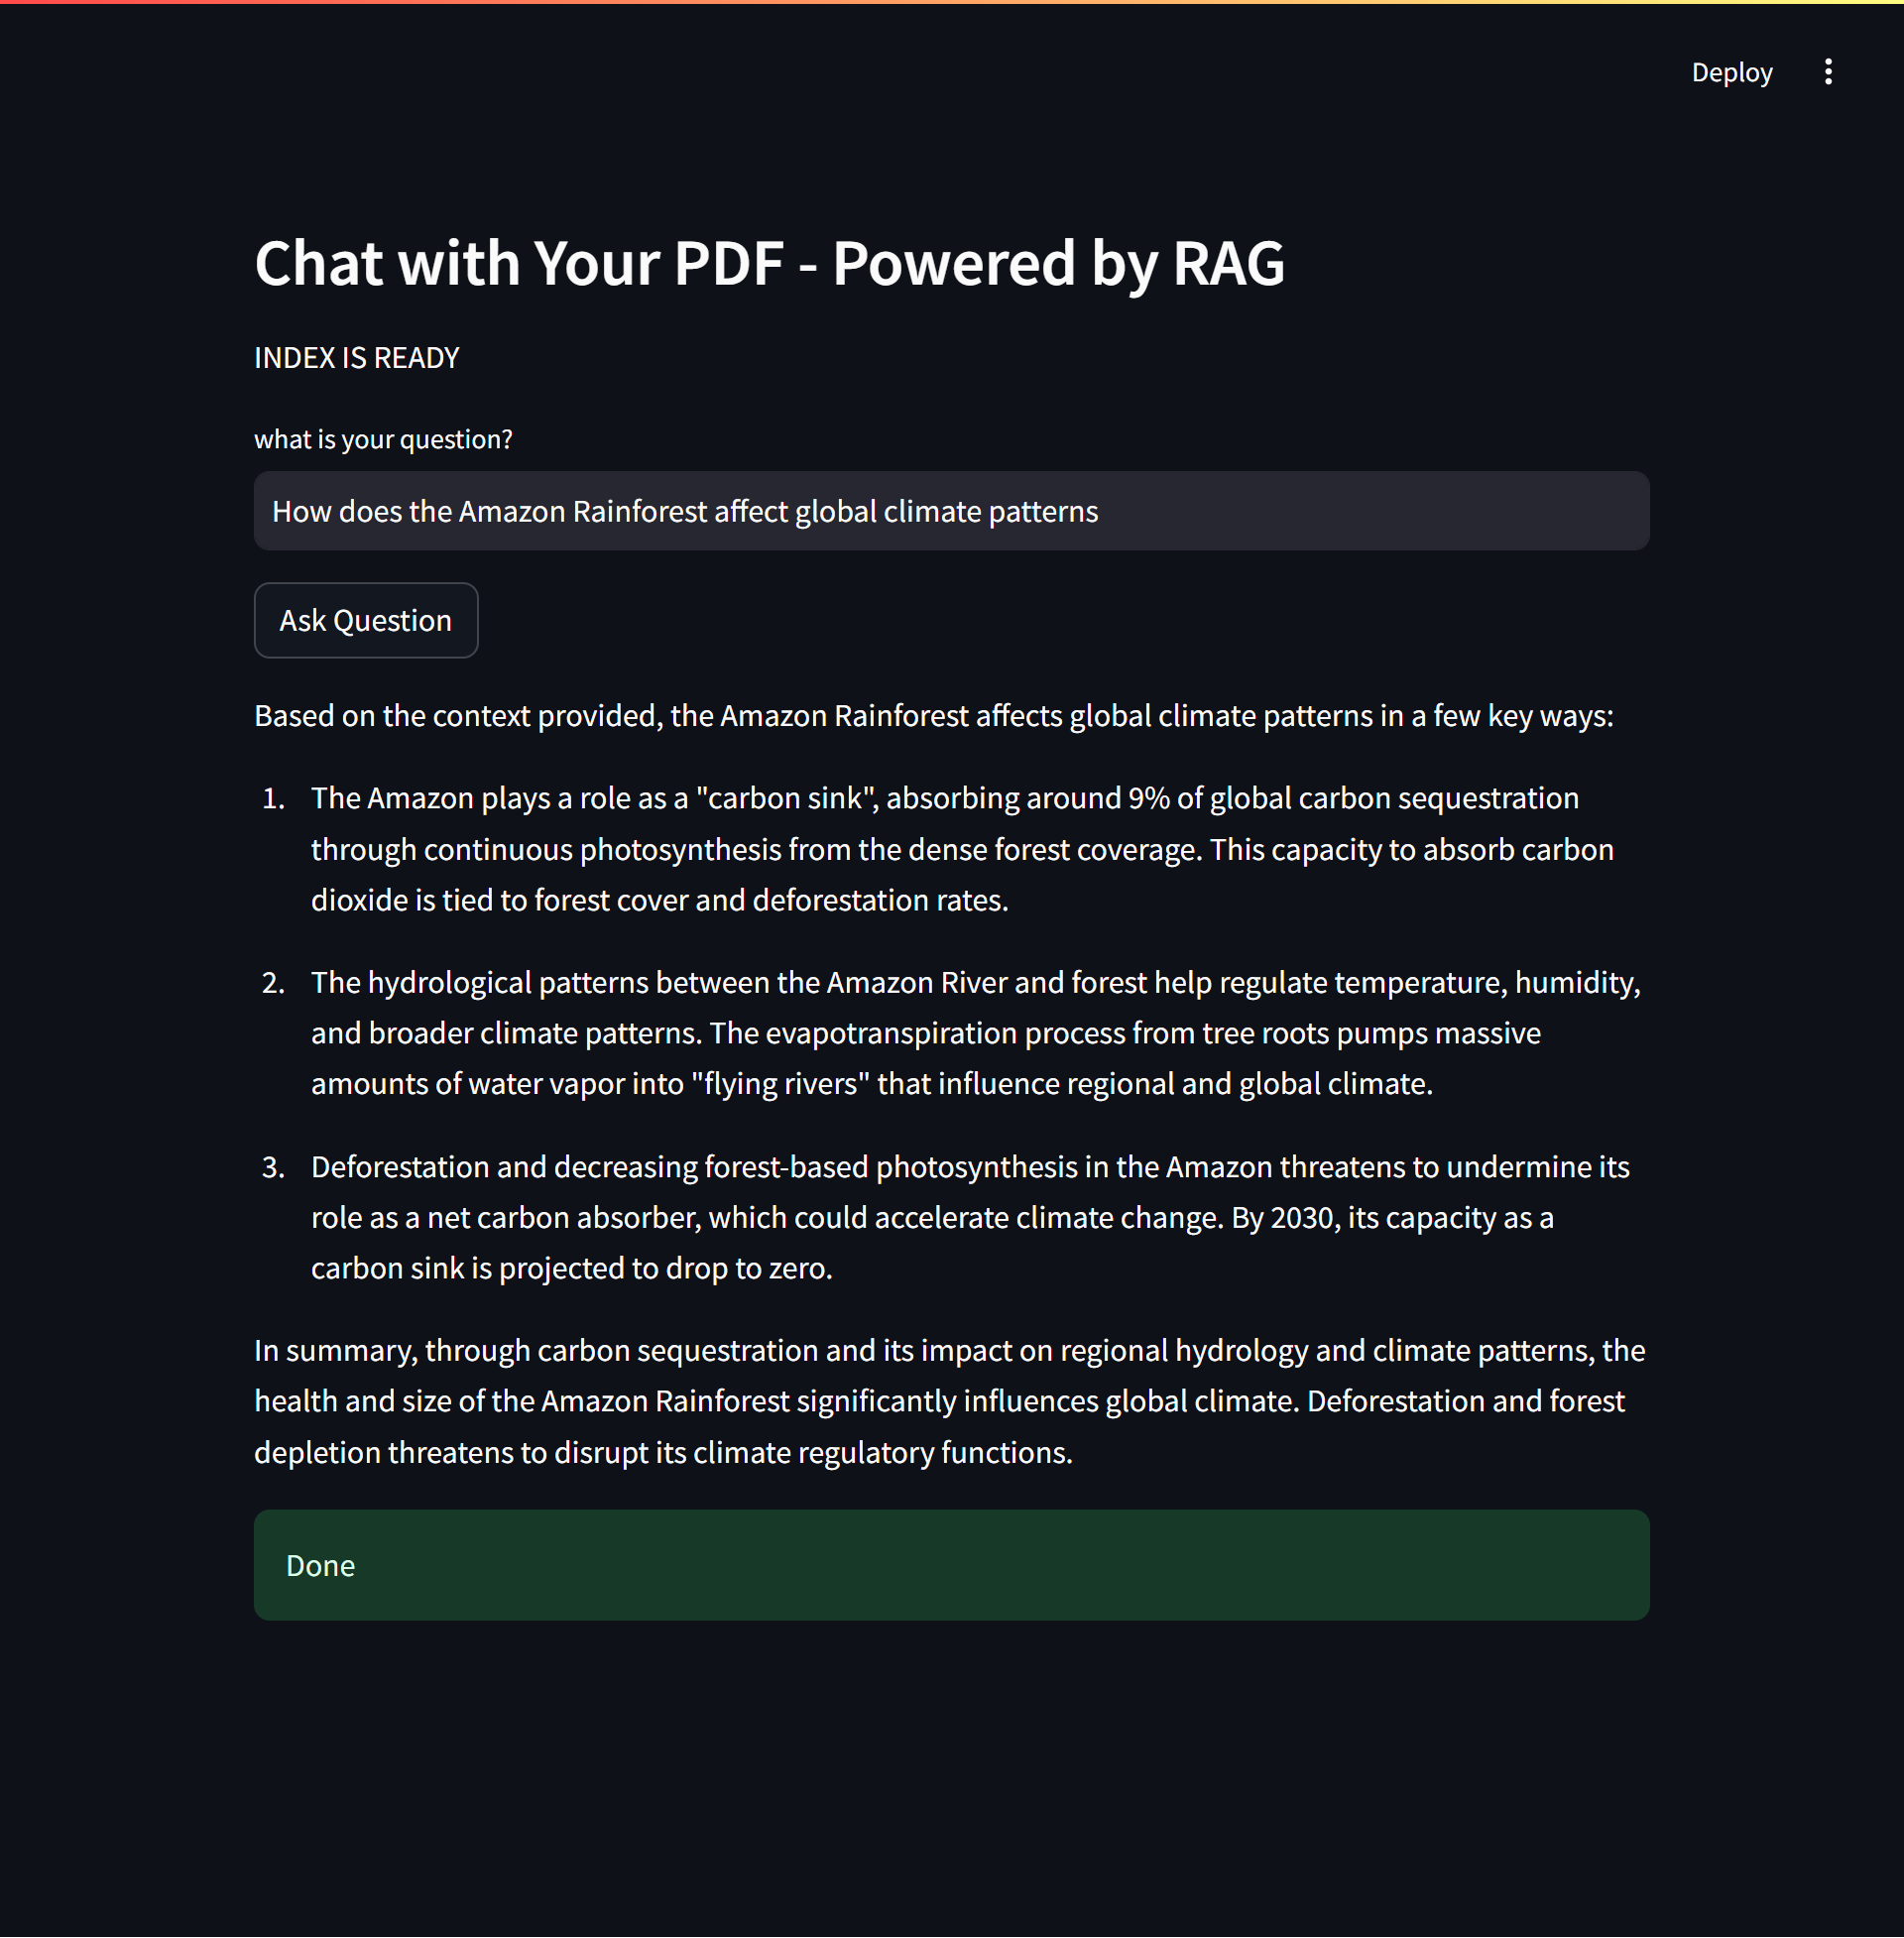 Deploy
Chat with Your PDF - Powered by RAG
INDEX IS READY
what is your question?
How does the Amazon Rainforest affect global climate patterns
Ask Question
Based on the context provided, the Amazon Rainforest affects global climate patterns in a few key ways:
1. The Amazon plays a role as a "carbon sink", absorbing around 9% of global carbon sequestration
through continuous photosynthesis from the dense forest coverage. This capacity to absorb carbon
dioxide is tied to forest cover and deforestation rates.
2. The hydrological patterns between the Amazon River and forest help regulate temperature, humidity,
and broader climate patterns. The evapotranspiration process from tree roots pumps massive
amounts of water vapor into "flying rivers" that influence regional and global climate.
3. Deforestation and decreasing forest-based photosynthesis in the Amazon threatens to undermine its
role as a net carbon absorber, which could accelerate climate change. By 2030, its capacity as a
carbon sink is projected to drop to zero.
In summary, through carbon sequestration and its impact on regional hydrology and climate patterns, the
health and size of the Amazon Rainforest significantly influences global climate. Deforestation and forest
depletion threatens to disrupt its climate regulatory functions.
Done